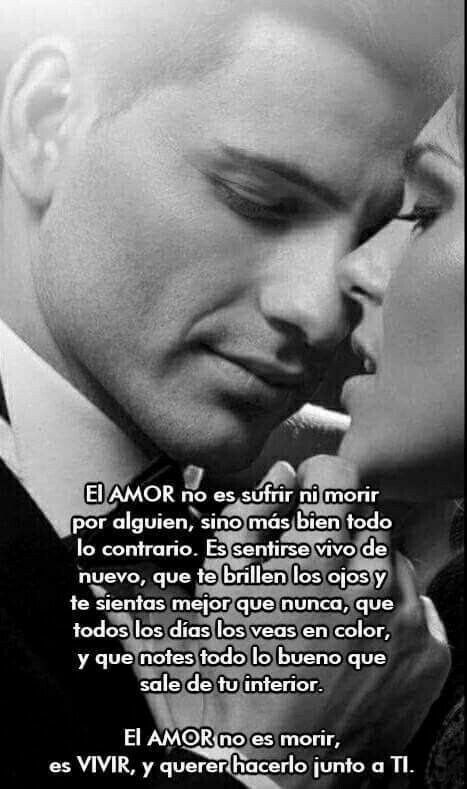 El AMOR no es sufrir ni morir
por alguien, sino más bien todo
lo contrario. Es sentirse vivo de
nuevo, que te brillen los ojos y
te sientas mejor que nunca, que
todos los días los veas en color,
y que notes todo lo bueno que
sale de tu interior.
El AMOR no es morir,
es VIVIR, y querer hacerlo junto a TI.